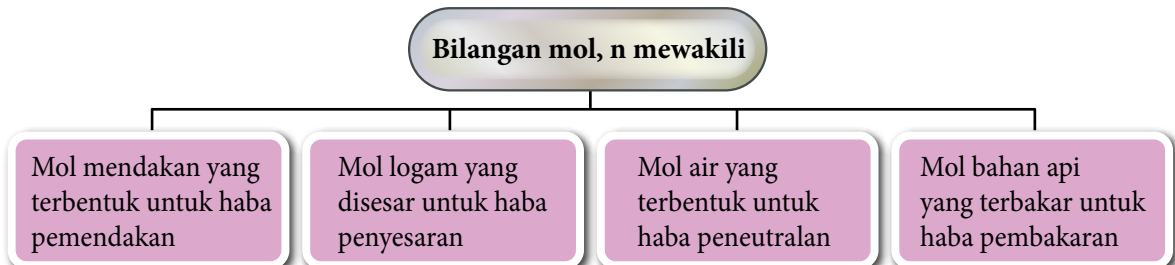 Bilangan mol, n mewakili
Mol mendakan yang
terbentuk untuk haba
pemendakan
Mol logam yang
disesar untuk haba
penyesaran
Mol air yang
terbentuk untuk
haba peneutralan
Mol bahan api
yang terbakar untuk
haba pembakaran